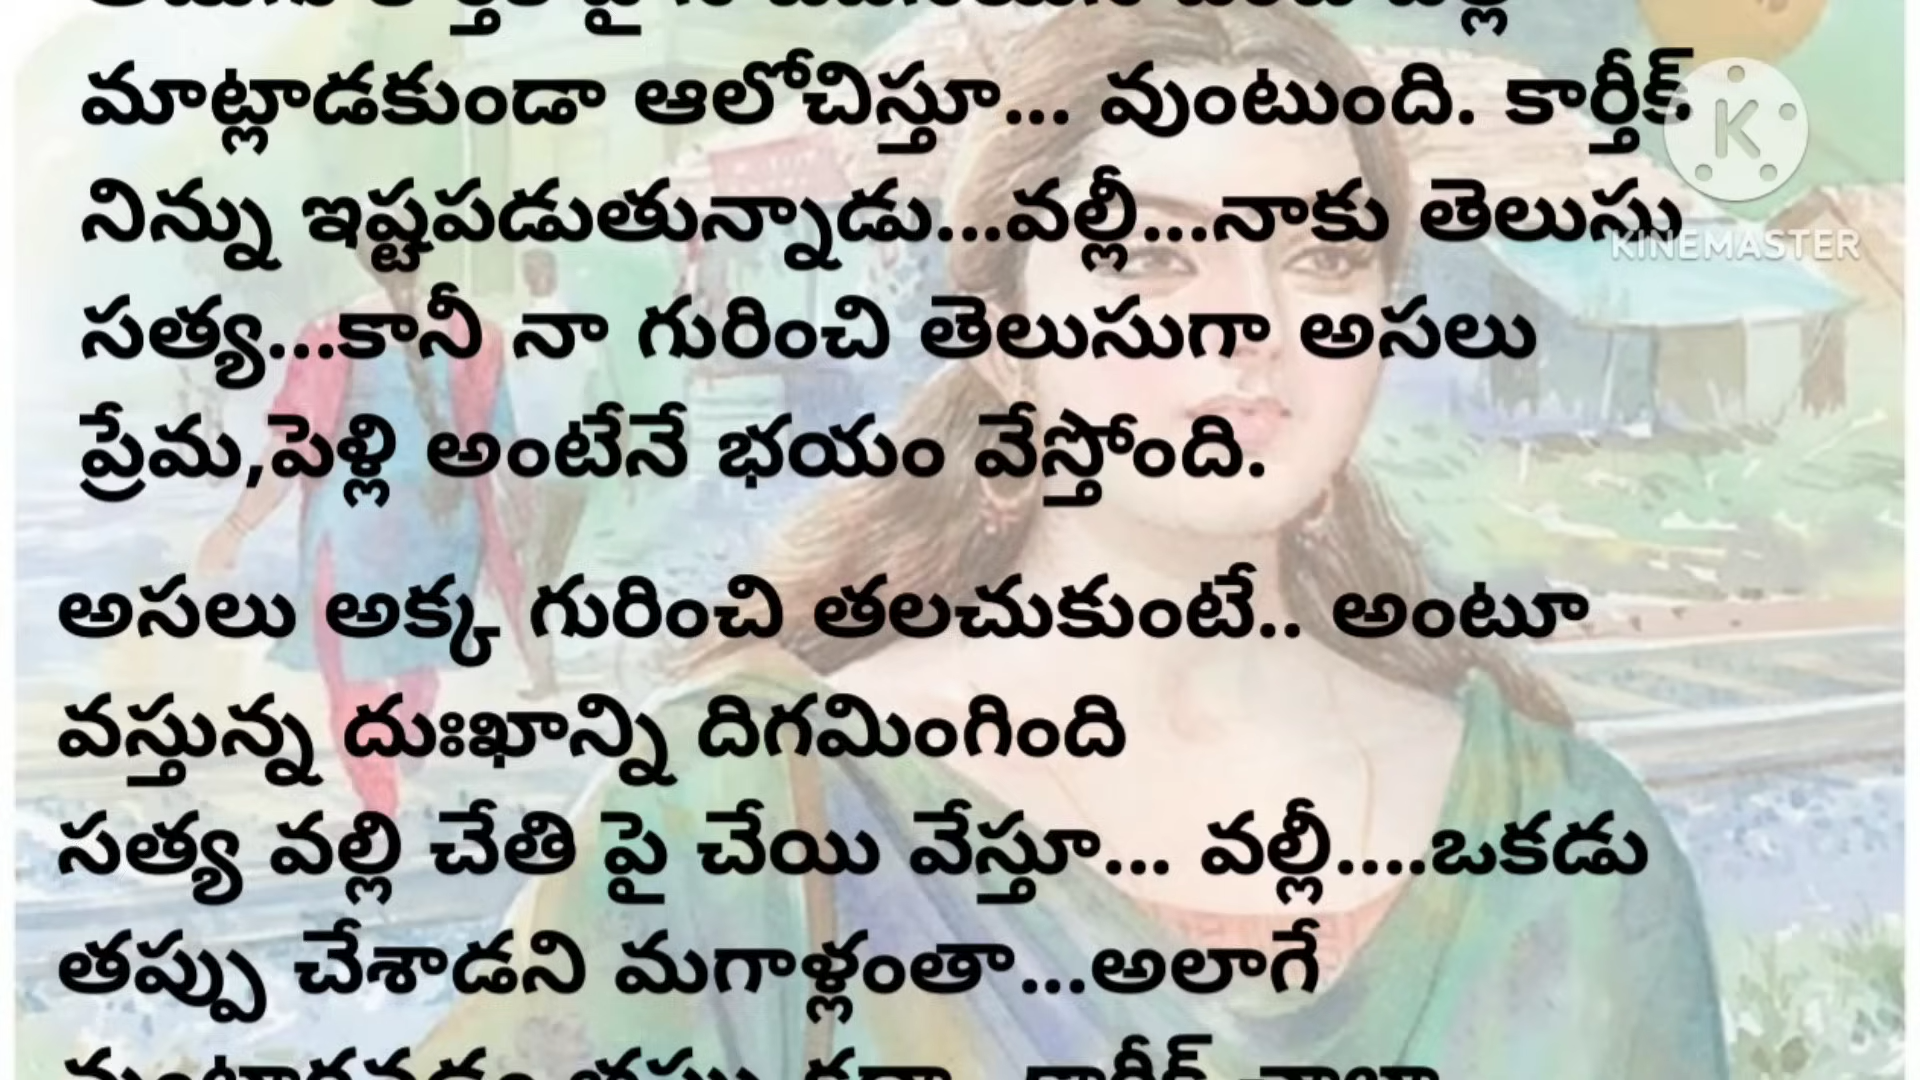 మాట్లాడకుండా ఆలోచిస్తూ... వుంటుంది. కార్తీక్
నిన్ను ఇష్టపడుతున్నాడు...వల్లీ...నాకు తెలుసు
KINEMASTER
సత్య...కానీ నా గురించి తెలుసుగా అసలు
ప్రేమ,పెళ్లి అంటేనే భయం వేస్తోంది.
అసలు అక్క గురించి తలచుకుంటే.. అంటూ
వస్తున్న దుఃఖాన్ని దిగమింగింది
సత్య వల్లి చేతి పై చేయి వేస్తూ... వల్లీ....ఒకడు
తప్పు చేశాడని మగాళ్లంతా...అలాగే